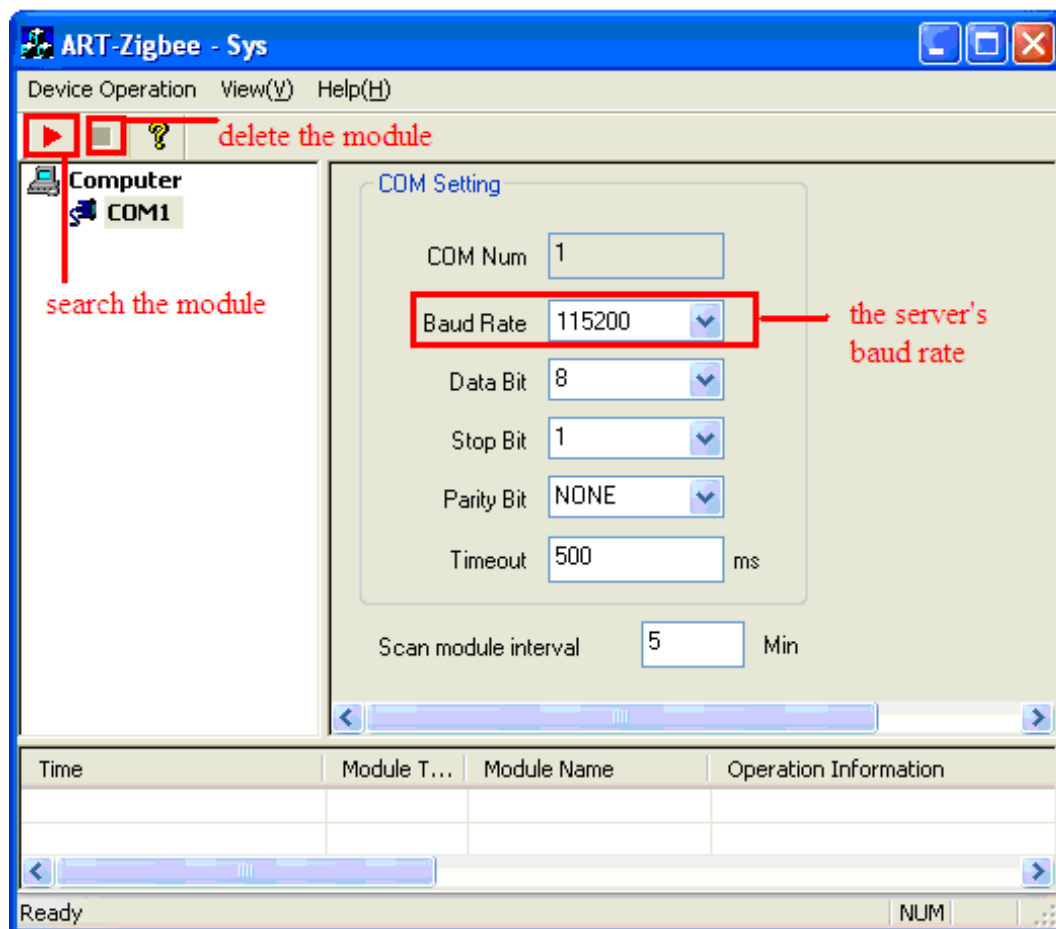 ART-Zigbee - Sys
Device Operation View(V) Help(H)
delete the module
Computer
COM1
search the module
COM Setting
COM Num 1
Baud Rate 115200
the server's
baud rate
Data Bit 8
Stop Bit 1
Parity Bit NONE
Timeout 500 ms
Scan module interval 5 Min
Time Module T... Module Name Operation Information
Ready NUM